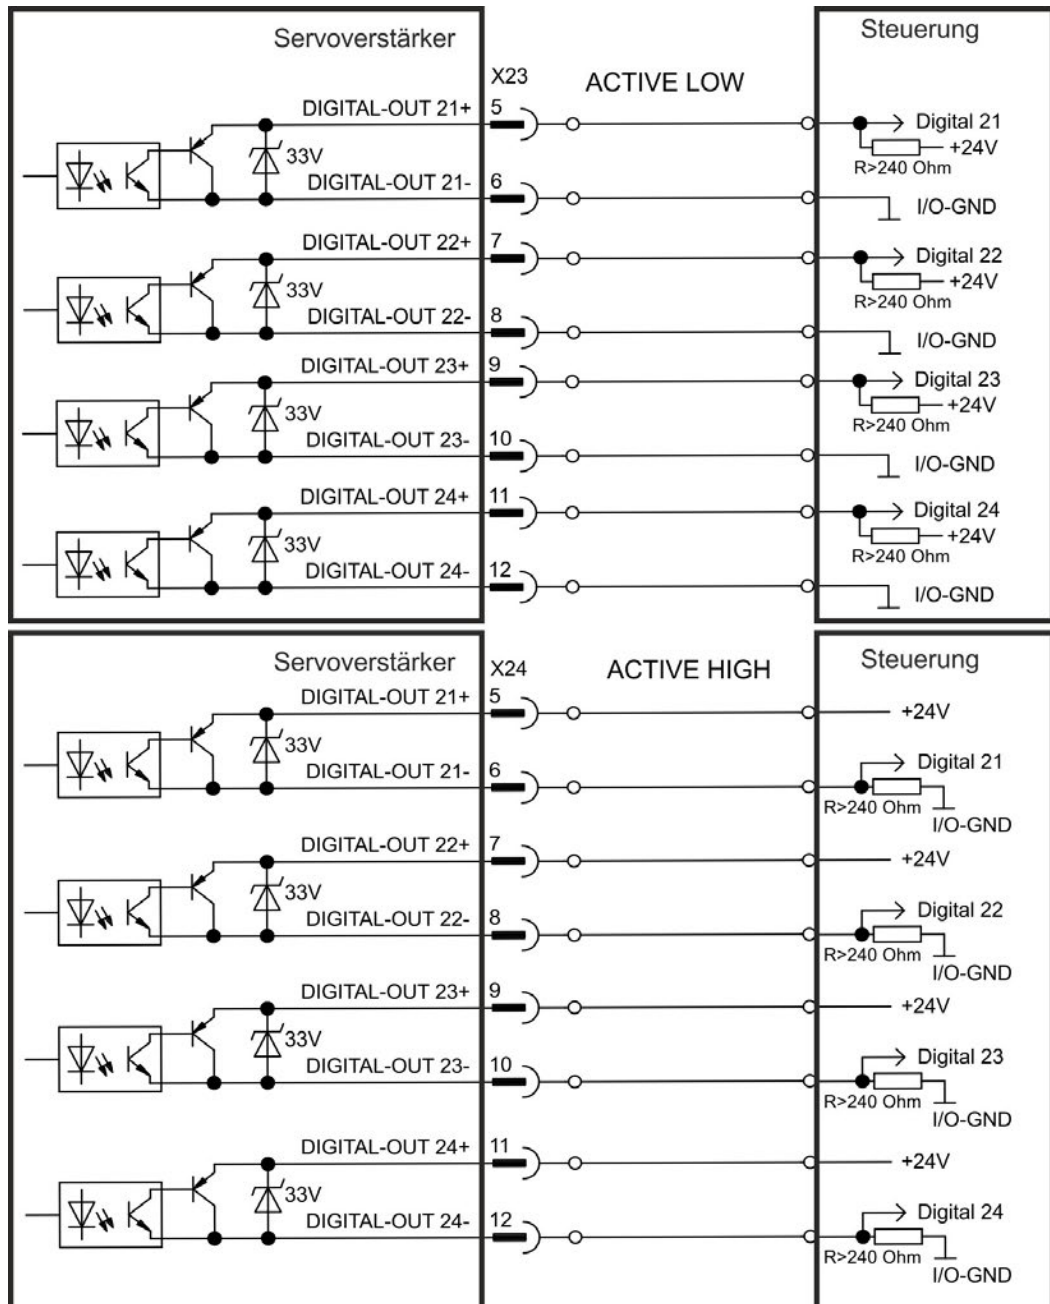 Servoverstärker
Steuerung
X23
ACTIVE LOW
DIGITAL-OUT 21+
5
Digital 21
33V
+24V
R>240 Ohm
DIGITAL-OUT 21-
6
I/O-GND
DIGITAL-OUT 22+
7
Digital 22
33V
+24V
R>240 Ohm
DIGITAL-OUT 22-
8
I/O-GND
DIGITAL-OUT 23+
9
Digital 23
33V
+24V
R>240 Ohm
DIGITAL-OUT 23-
10
I/O-GND
DIGITAL-OUT 24+
11
Digital 24
33V
+24V
R>240 Ohm
DIGITAL-OUT 24-
12
I/O-GND
Servoverstärker
Steuerung
X24
ACTIVE HIGH
DIGITAL-OUT 21+
5
+24V
33V
DIGITAL-OUT 21-
6
Digital 21
R>240 Ohm
I/O-GND
DIGITAL-OUT 22+
7
+24V
33V
DIGITAL-OUT 22-
8
Digital 22
R>240 Ohm
I/O-GND
DIGITAL-OUT 23+
9
+24V
33V
DIGITAL-OUT 23-
10
Digital 23
R>240 Ohm
I/O-GND
DIGITAL-OUT 24+
11
+24V
33V
DIGITAL-OUT 24-
12
Digital 24
R>240 Ohm
I/O-GND